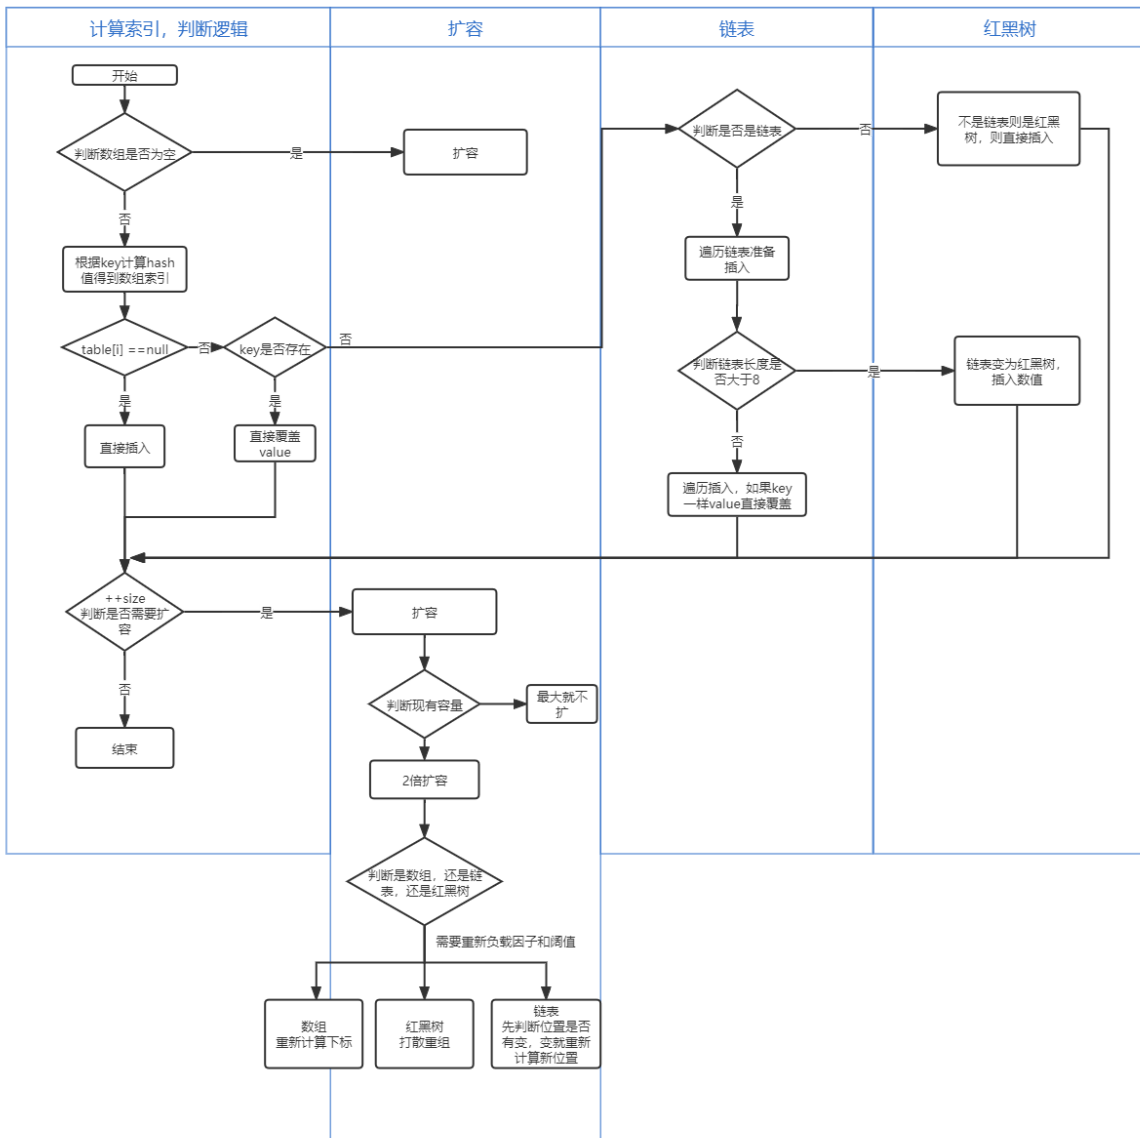 计算索引，判断逻辑
扩容
链表
红黑树
开始
判断数组是否为空
是
扩容
否
根据key计算hash
值得到数组索引
table[i] ==null
否
key是否存在
否
是
直接插入
是
直接覆盖
value
判断是否是链表
否
不是链表则是红黑
树，则直接插入
是
遍历链表准备
插入
判断链表长度是
否大于8
是
链表变为红黑树，
插入数值
否
遍历插入，如果key
一样value直接覆盖
++size
判断是否需要扩
容
是
扩容
否
结束
判断现有容量
最大就不
扩
2倍扩容
判断是数组，还是链
表，还是红黑树
需要重新负载因子和阈值
数组
重新计算下标
红黑树
打散重组
链表
先判断位置是否
有变，变就重新
计算新位置